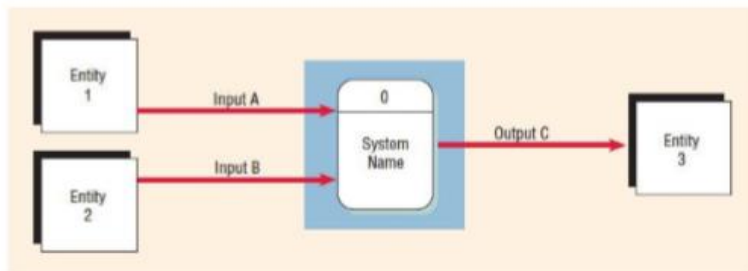 Entity
1
Input A
0
System
Name
Output C
Entity
3
Input B
Entity
2